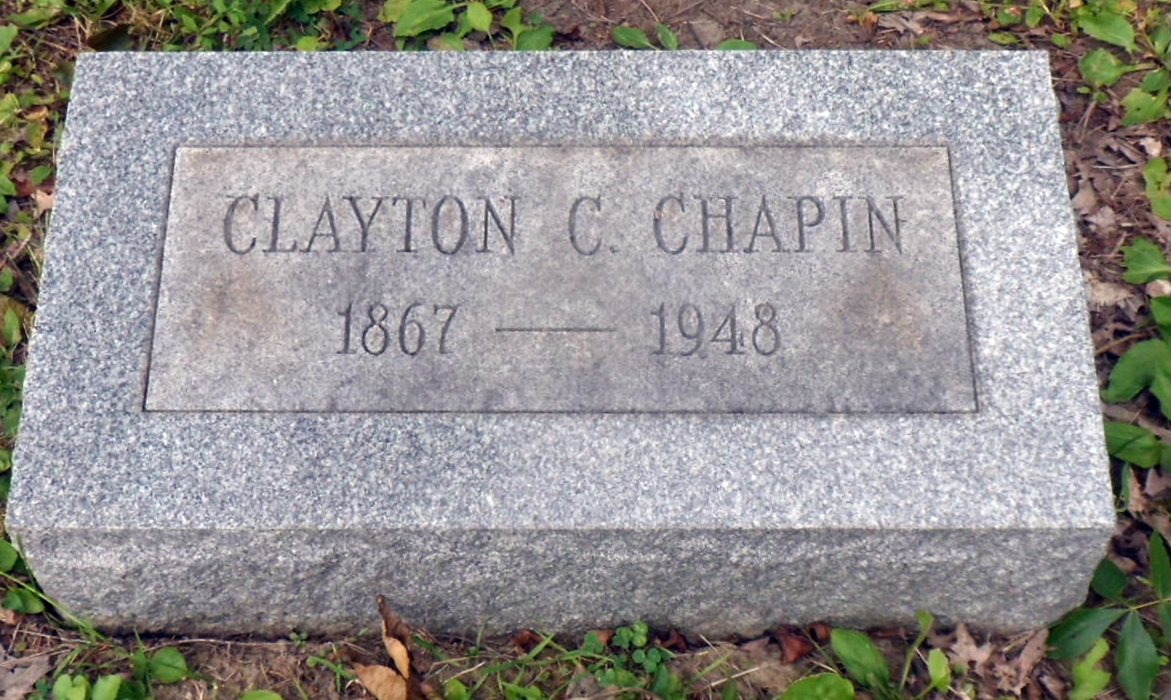 CLAYTON C. CHAPIN
1867 — 1948